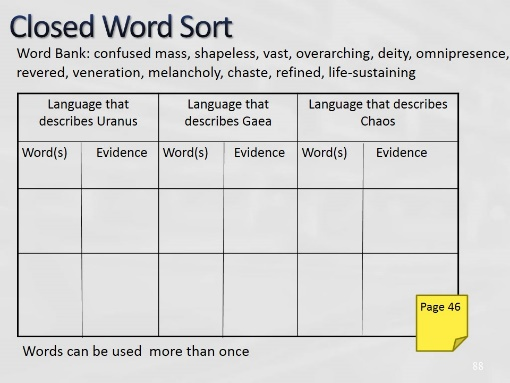 Closed Word Sort
Word Bank: confused mass, shapeless, vast, overarching, deity, omnipresence,
revered, veneration, melancholy, chaste, refined, life-sustaining
Language that describes Uranus
Language that describes Gaea
Language that describes Chaos
Word(s) Evidence Word(s) Evidence Word(s) Evidence
Page 46
Words can be used more than once
88